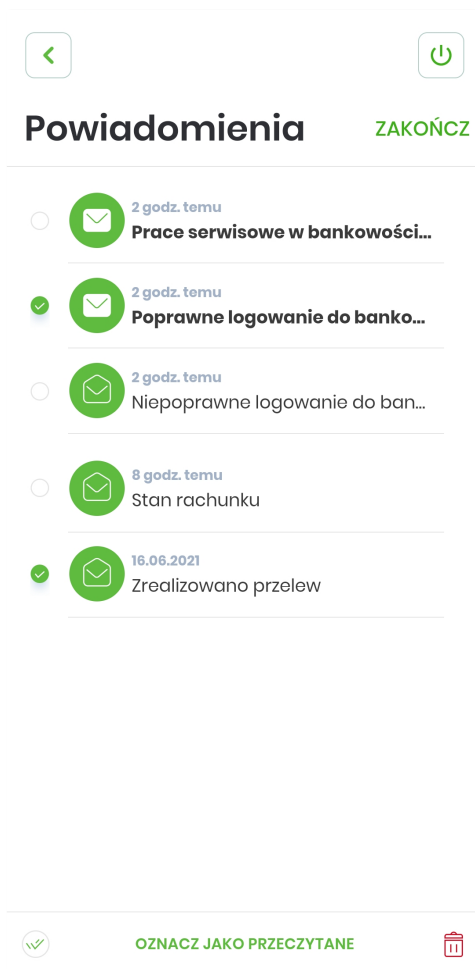 Powiadomienia
ZAKOŃCZ
2 godz. temu
Prace serwisowe w bankowości...
2 godz. temu
Poprawne logowanie do banko...
2 godz. temu
Niepoprawne logowanie do ban...
8 godz. temu
Stan rachunku
16.06.2021
Zrealizowano przelew
OZNACZ JAKO PRZECZYTANE